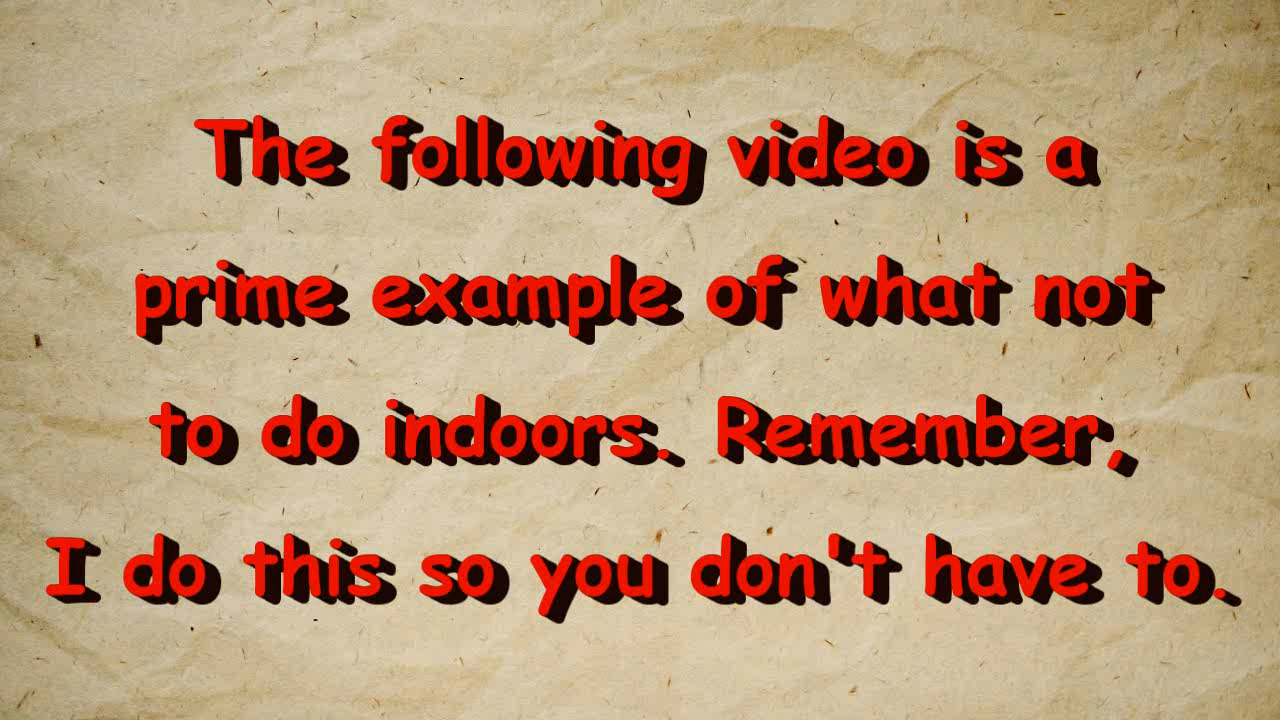 The following video is a
prime example of what not
to do indoors. Remember,
I do this so you don't have to.